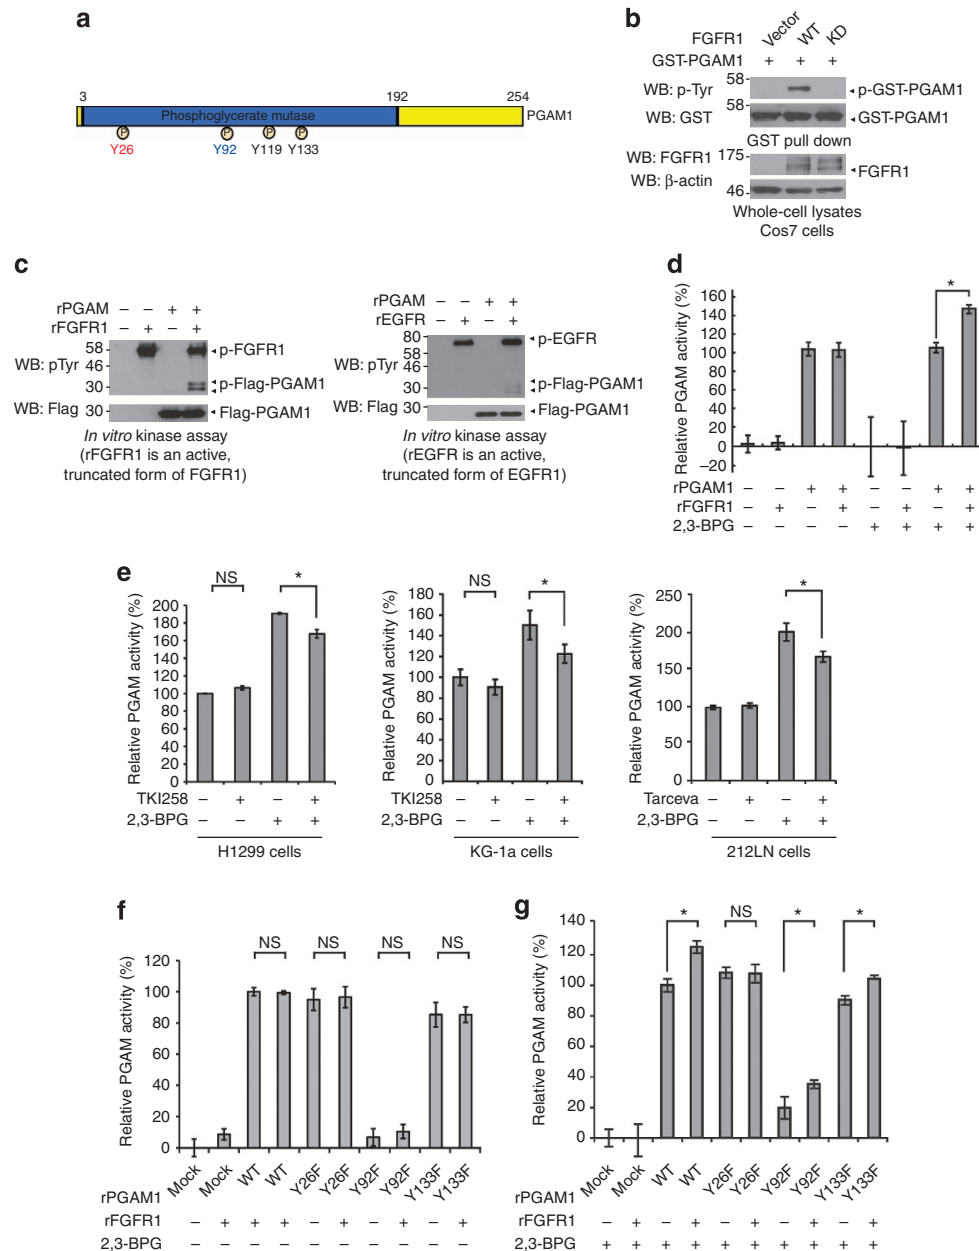 a
3 192 254
Phosphoglycerate mutase
PGAM1
P P P P
Y26 Y92 Y119 Y133
b
FGFR1 Vector WT KD
GST-PGAM1 + + +
WB: p-Tyr 58 p-GST-PGAM1
58
WB: GST GST-PGAM1
GST pull down
WB: FGFR1 175 FGFR1
WB: β-actin 46
Whole-cell lysates
Cos7 cells
c
rPGAM – – + +
rFGFR1 – + – +
58 p-FGFR1
WB: pTyr 46
30 p-Flag-PGAM1
WB: Flag 30 Flag-PGAM1
In vitro kinase assay
(rFGFR1 is an active,
truncated form of FGFR1)
rPGAM – – + +
rEGFR – + – +
80 p-EGFR
58
WB: pTyr
46
30 p-Flag-PGAM1
WB: Flag 30 Flag-PGAM1
In vitro kinase assay
(rEGFR is an active,
truncated form of EGFR1)
d
Relative PGAM activity (%)
160
140
120
100
80
60
40
20
0
–20
*
rPGAM1 – – + + – – + +
rFGFR1 – + – + – + – +
2,3-BPG – – – – + + + +
e
Relative PGAM activity (%)
200
180
160
140
120
100
80
60
40
20
0
NS *
TKI258 – + – +
2,3-BPG – – + +
H1299 cells
Relative PGAM activity (%)
180
160
140
120
100
80
60
40
20
0
NS *
TKI258 – + – +
2,3-BPG – – + +
KG-1a cells
Relative PGAM activity (%)
250
200
150
100
50
0
*
Tarceva – + – +
2,3-BPG – – + +
212LN cells
f
Relative PGAM activity (%)
120
100
80
60
40
20
0
NS NS NS NS
rPGAM1 Mock Mock WT WT Y26F Y26F Y92F Y92F Y133F Y133F
rFGFR1 – + + – – + – + – +
2,3-BPG – – – – – – – – – –
g
Relative PGAM activity (%)
140
120
100
80
60
40
20
0
* NS * *
rPGAM1 Mock Mock WT WT Y26F Y26F Y92F Y92F Y133F Y133F
rFGFR1 – + – + – + – + – +
2,3-BPG + + + + + + + + + +